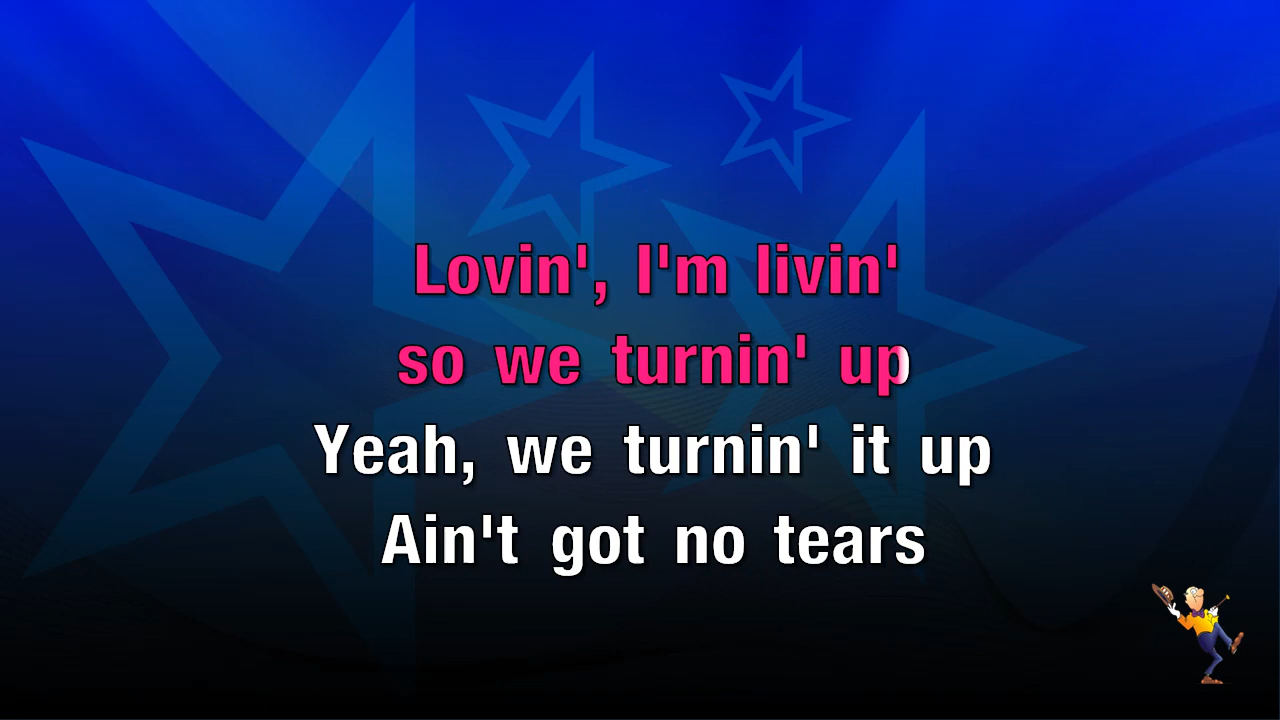 Lovin', I'm livin'
so we turnin' up
Yeah, we turnin' it up
Ain't got no tears